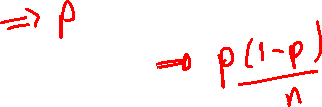 ⇒ p
⇒ p(1-p)/n